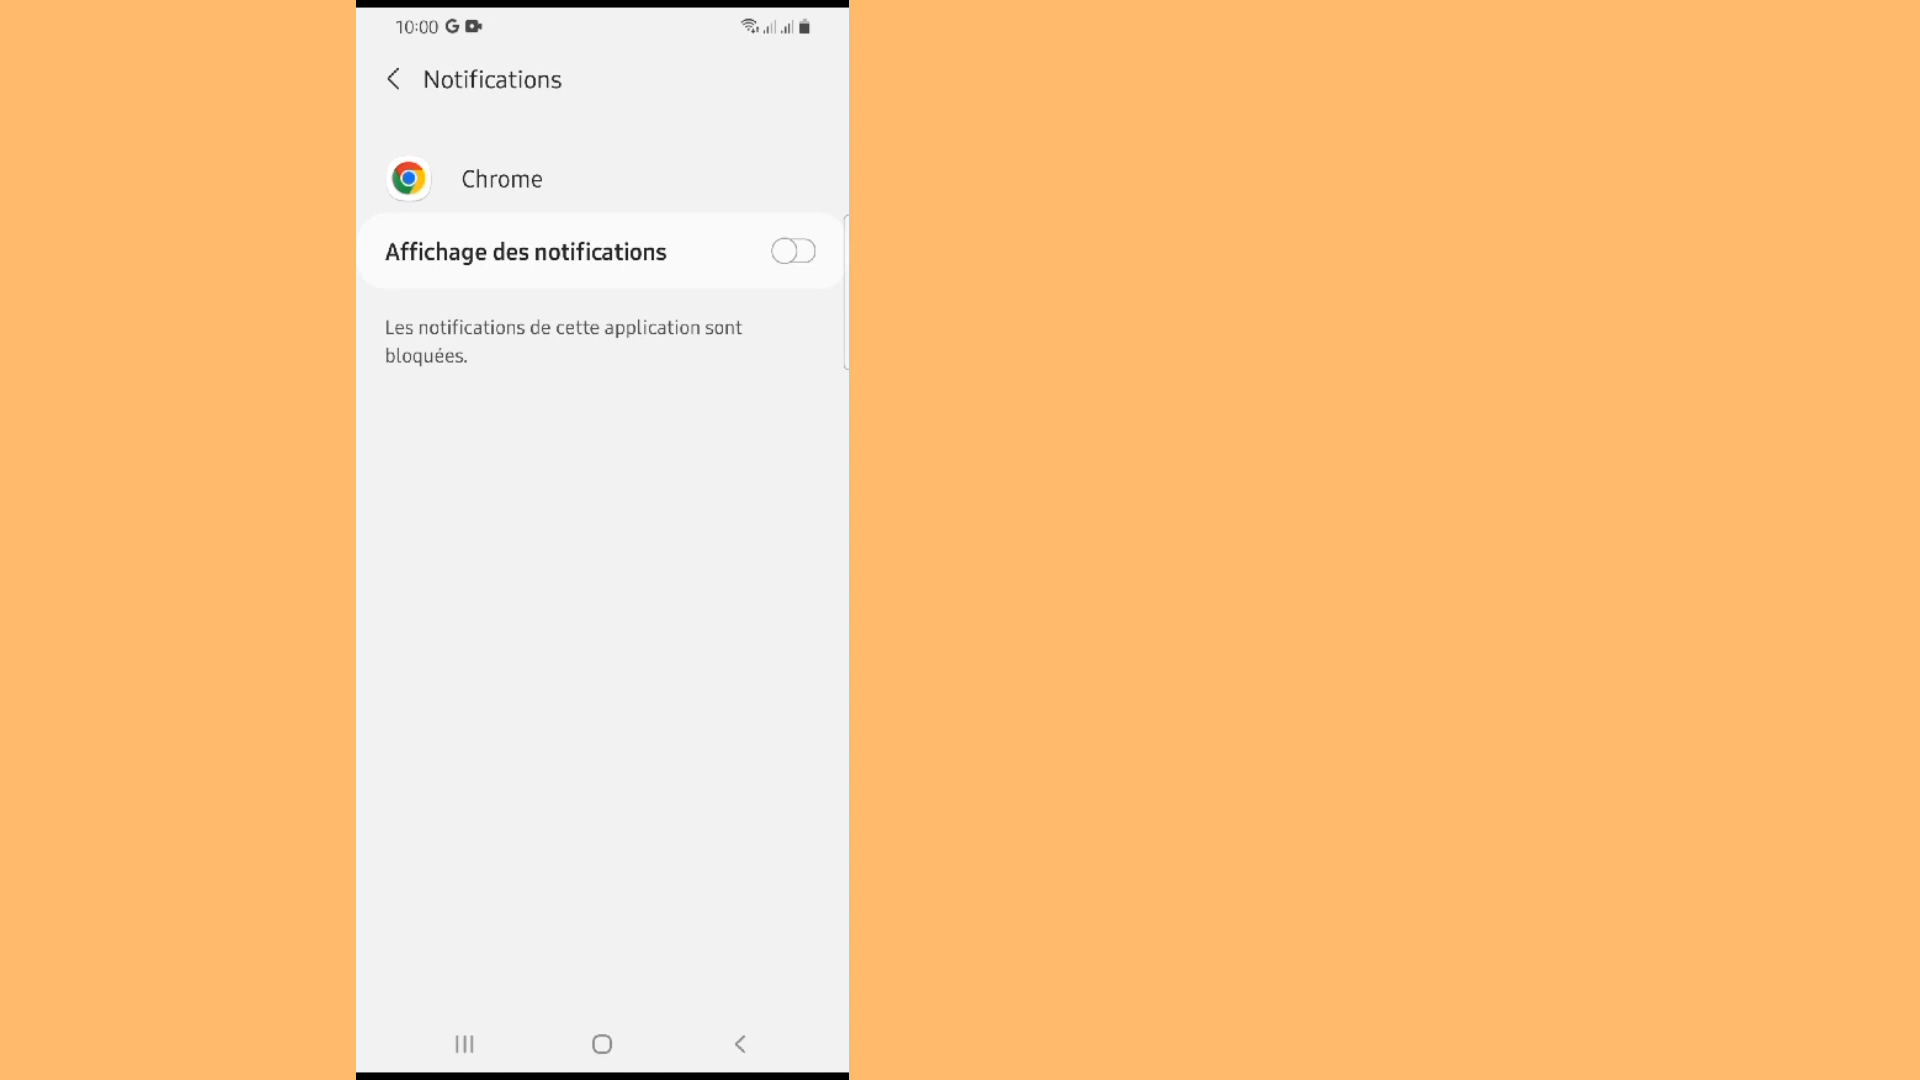 10:00
Notifications
Chrome
Affichage des notifications
Les notifications de cette application sont
bloquées.